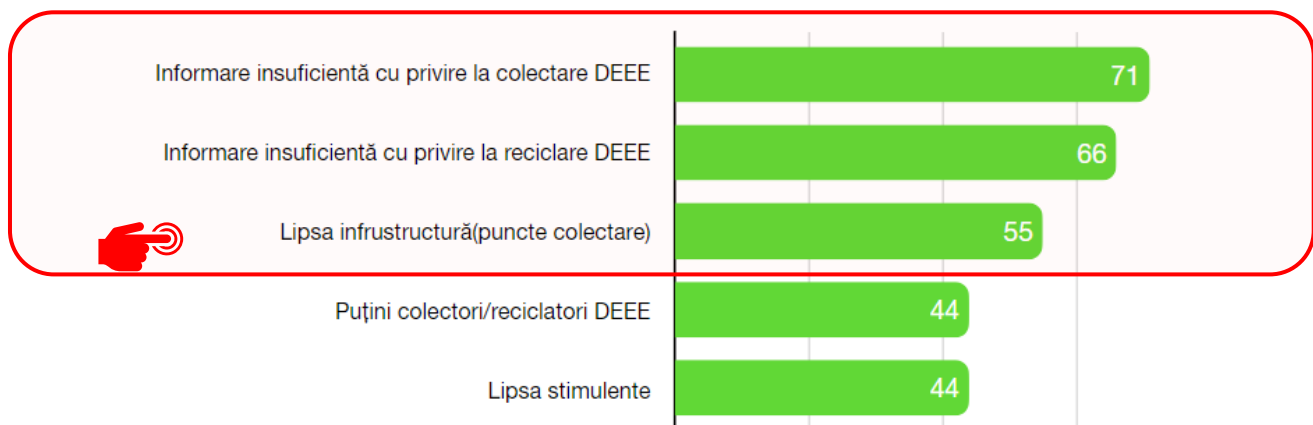 Informare insuficientă cu privire la colectare DEEE 71
Informare insuficientă cu privire la reciclare DEEE 66
Lipsa infrustructură(puncte colectare) 55
Puțini colectori/reciclatori DEEE 44
Lipsa stimulente 44